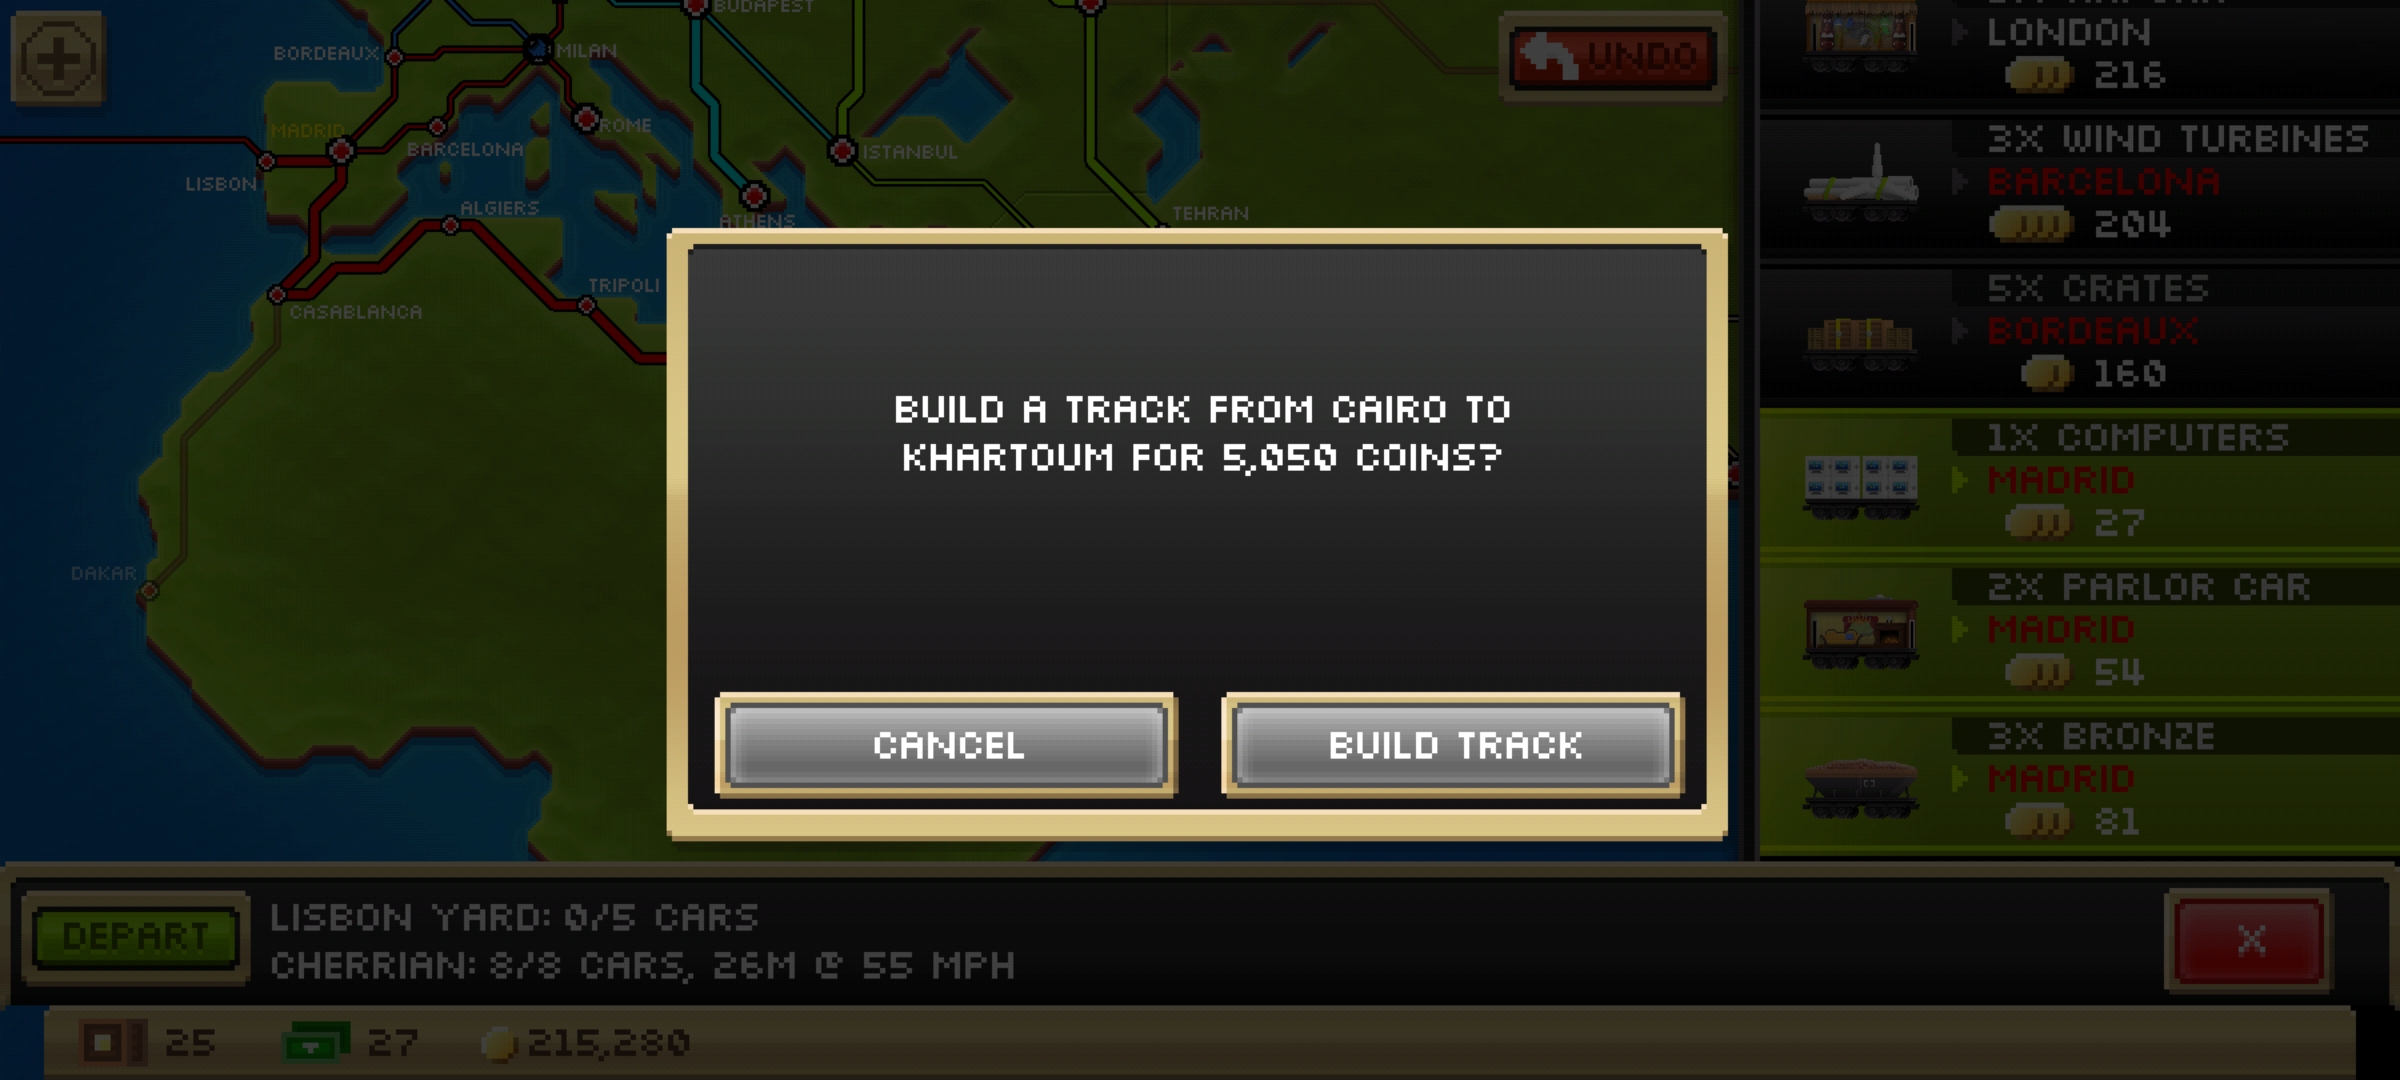 BUDAPEST
BORDEAUX
MILAN
UNDO
MADRID
ROME
BARCELONA
ISTANBUL
LISBON
ALGIERS
ATHENS
TEHRAN
TRIPOLI
CASABLANCA
DAKAR
BUILD A TRACK FROM CAIRO TO
KHARTOUM FOR 5,050 COINS?
CANCEL
BUILD TRACK
LONDON
216
3X WIND TURBINES
BARCELONA
204
5X CRATES
BORDEAUX
160
1X COMPUTERS
MADRID
27
2X PARLOR CAR
MADRID
54
3X BRONZE
MADRID
81
DEPART
LISBON YARD: 0/5 CARS
CHERRIAN: 8/8 CARS, 26M @ 55 MPH
X
25
27
215,280